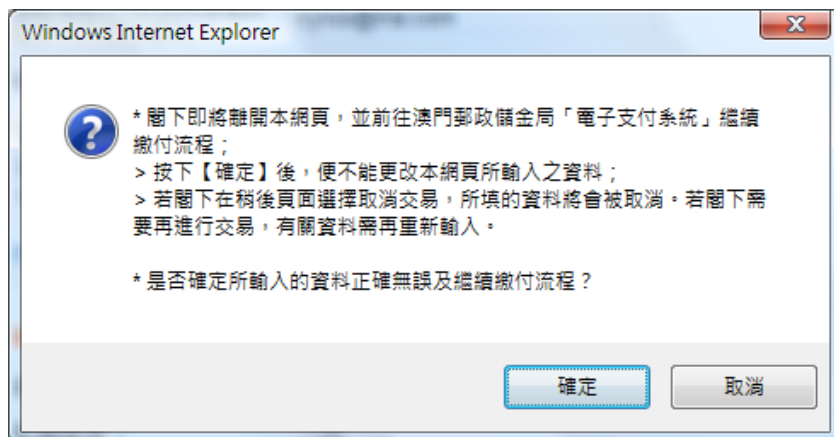 Windows Internet Explorer
* 閣下即將離開本網頁，並前往澳門郵政儲金局「電子支付系統」繼續
繳付流程；
> 按下【確定】後，便不能更改本網頁所輸入之資料；
> 若閣下在稍後頁面選擇取消交易，所填的資料將會被取消。若閣下需
要再進行交易，有關資料需再重新輸入。
* 是否確定所輸入的資料正確無誤及繼續繳付流程？
確定
取消